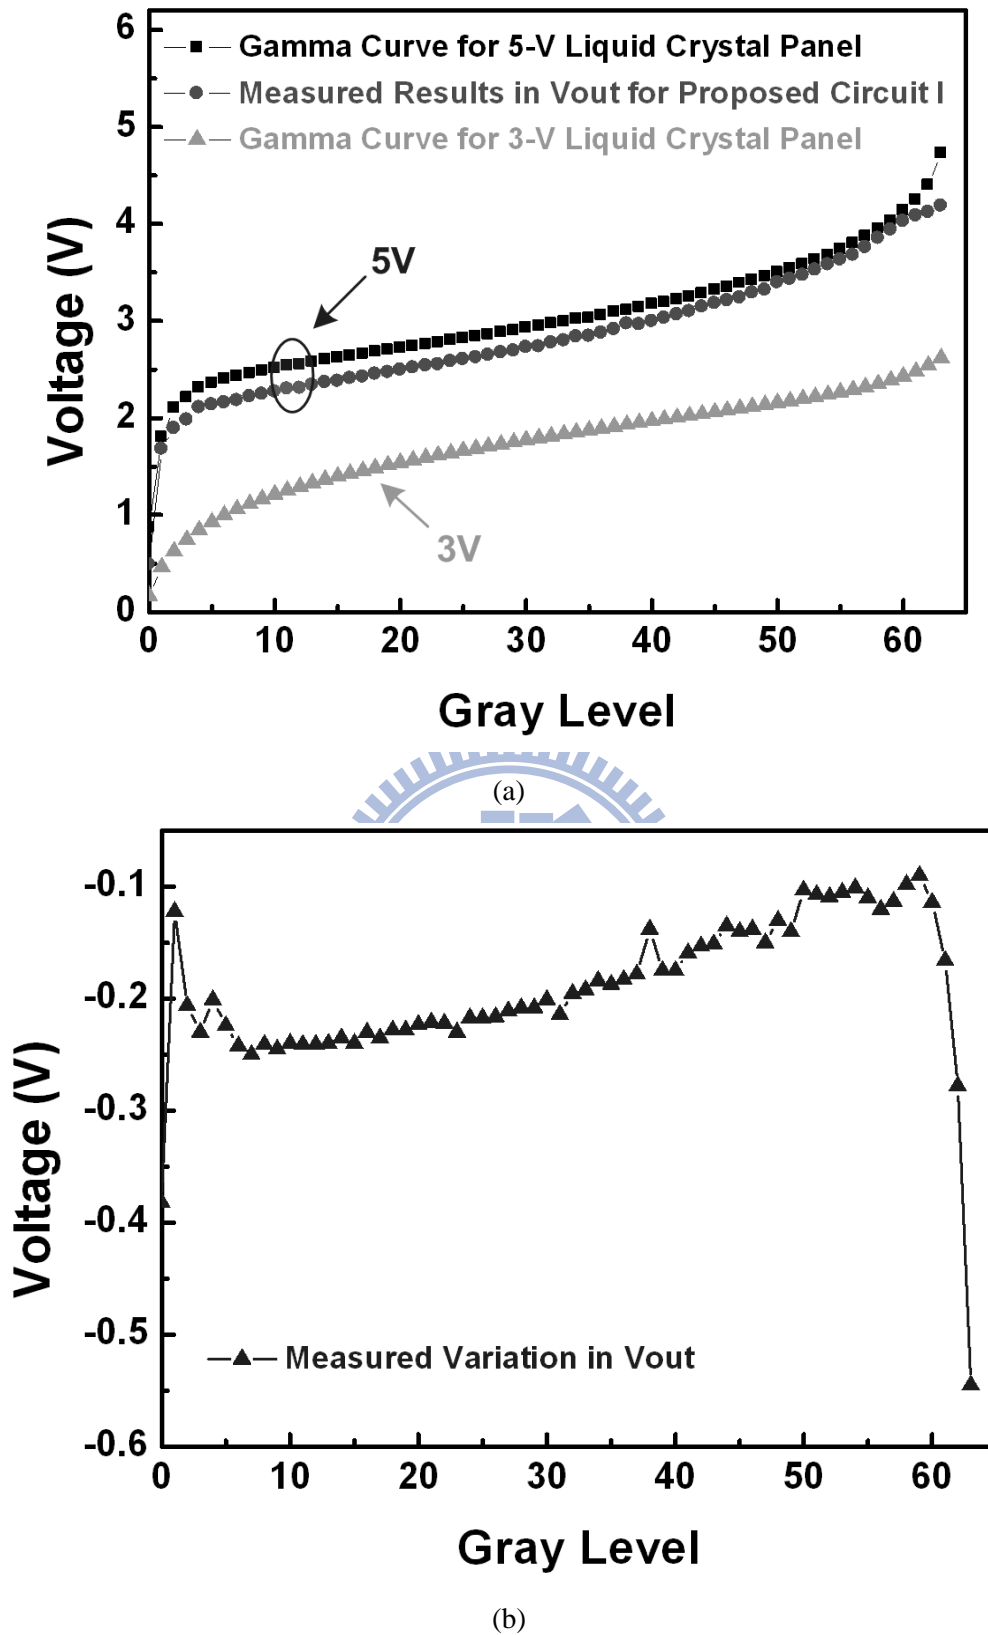 6
5
4
3
2
1
0
Voltage (V)
Gamma Curve for 5-V Liquid Crystal Panel
Measured Results in Vout for Proposed Circuit I
Gamma Curve for 3-V Liquid Crystal Panel
5V
3V
0 10 20 30 40 50 60
Gray Level
(a)
-0.1
-0.2
-0.3
-0.4
-0.5
-0.6
Voltage (V)
Measured Variation in Vout
0 10 20 30 40 50 60
Gray Level
(b)